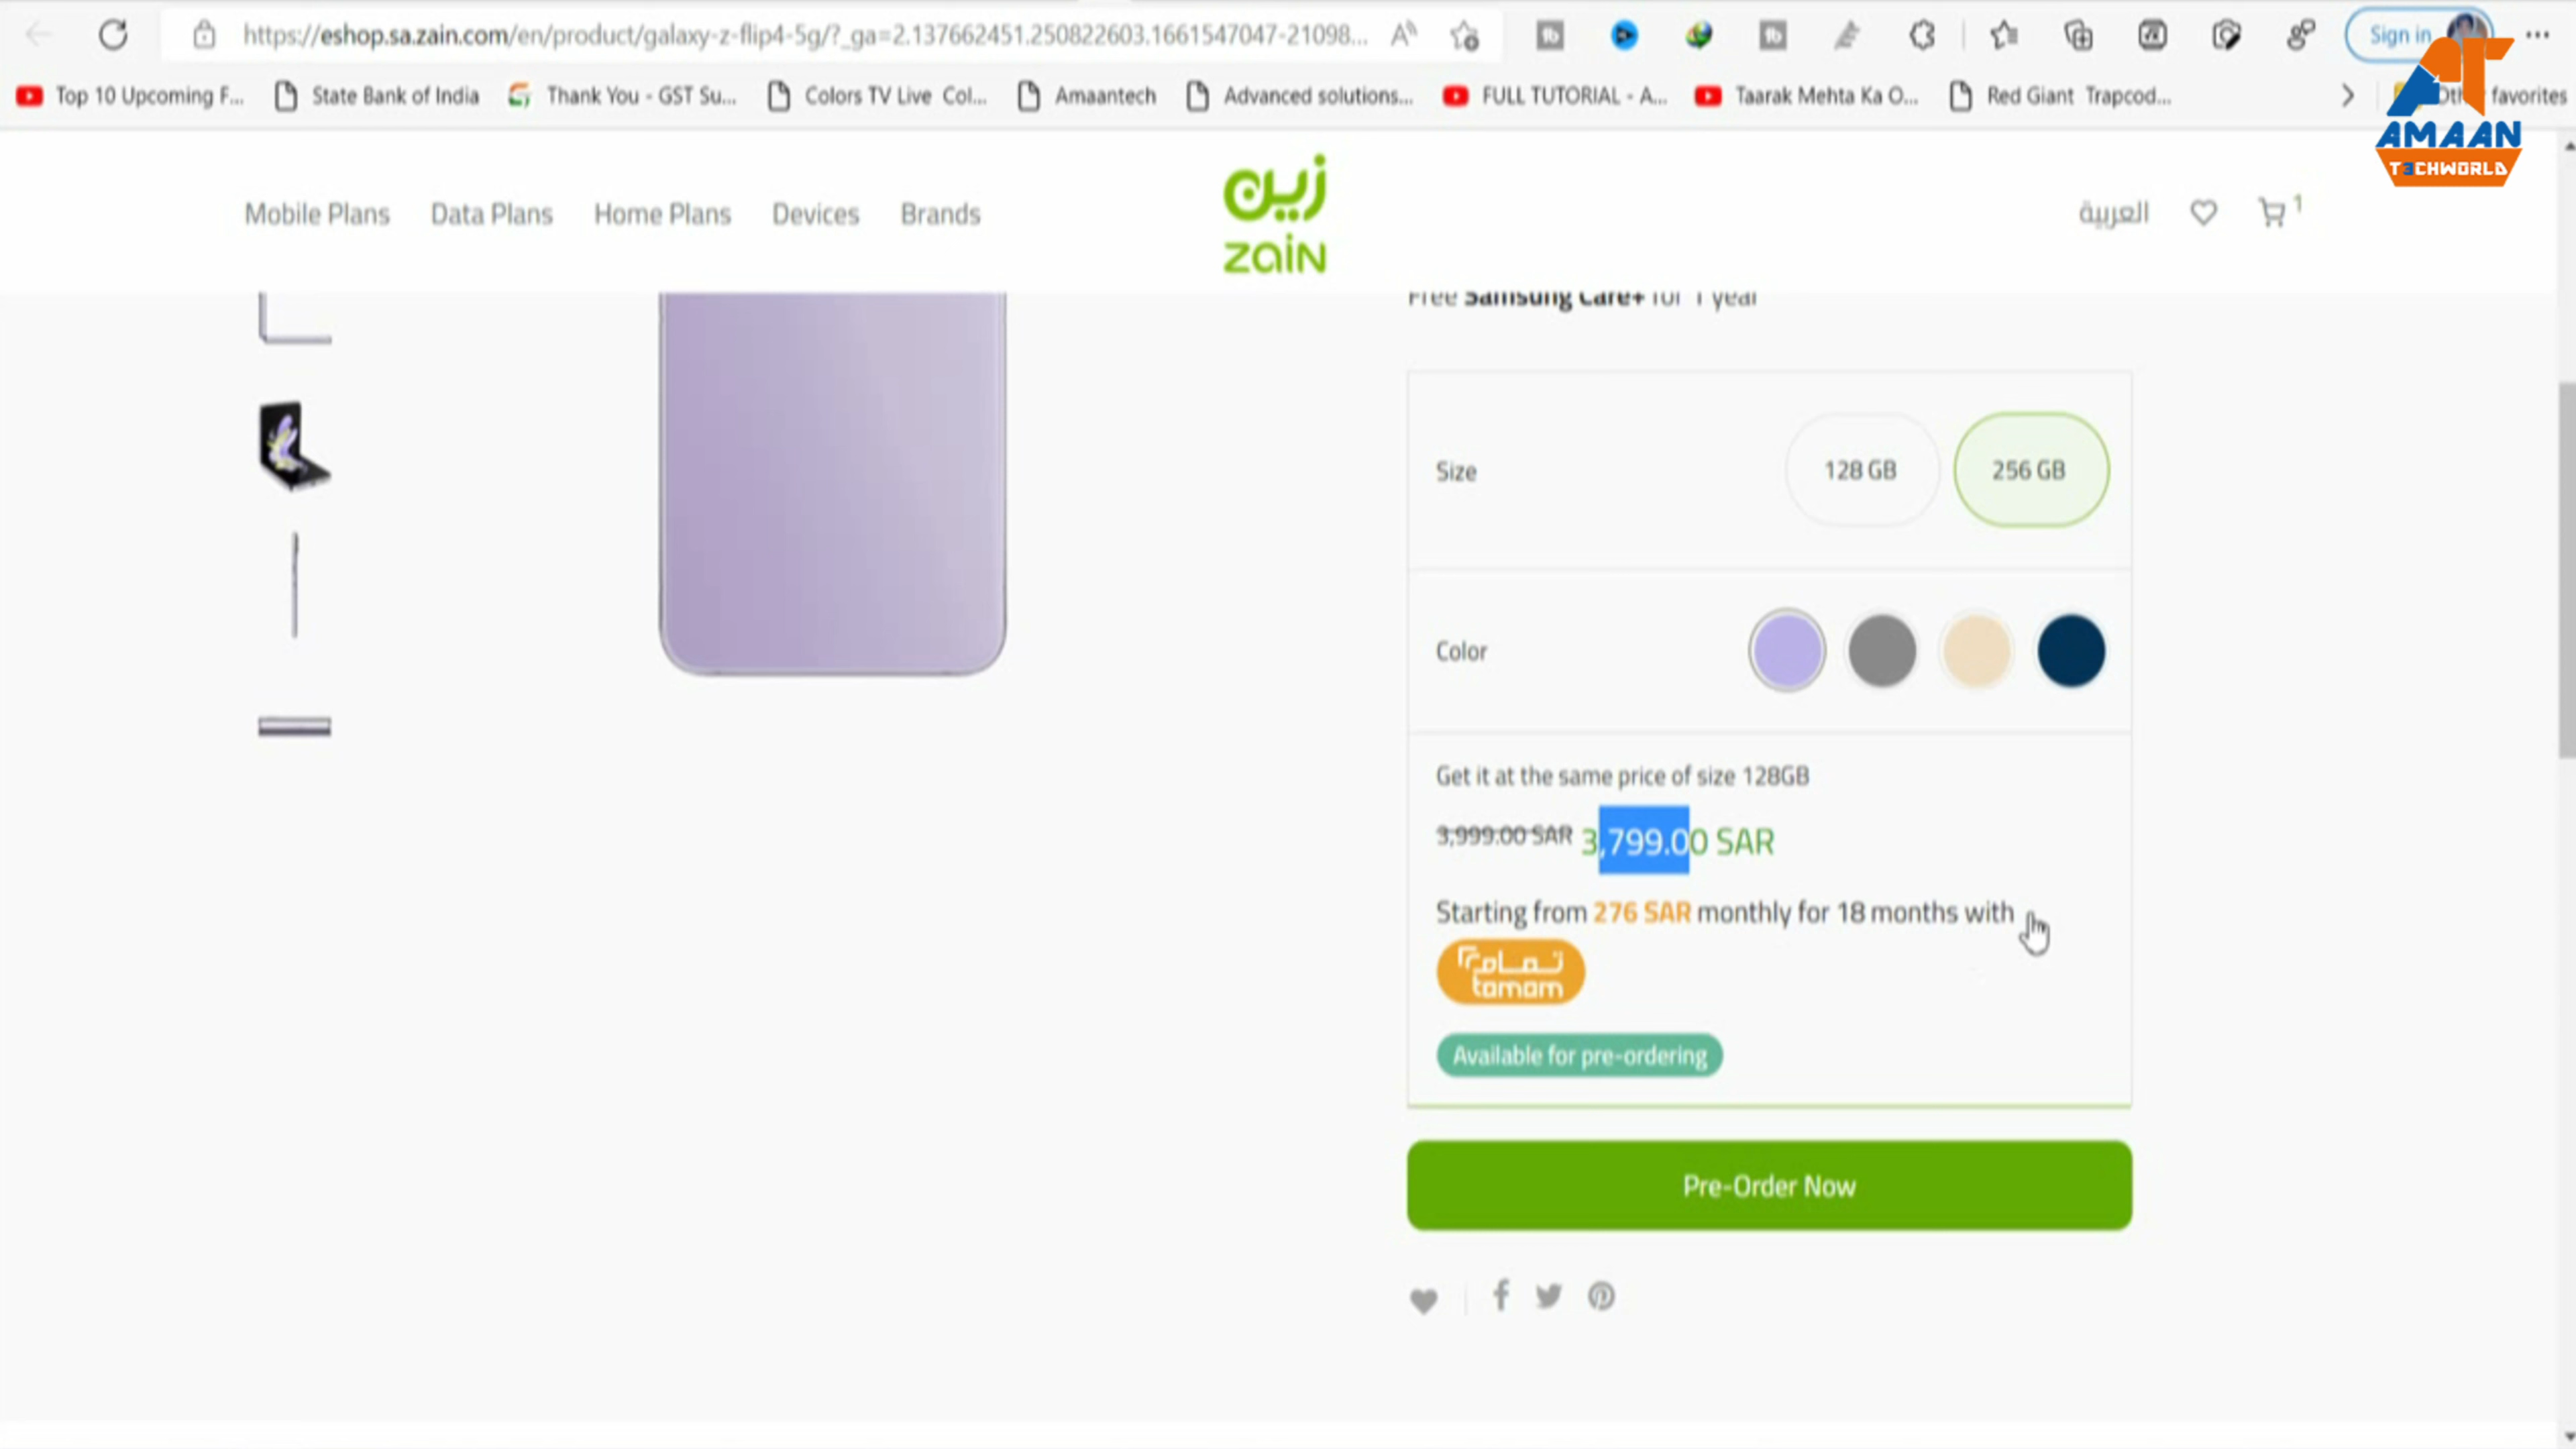 https://eshop.sa.zain.com/en/product/galaxy-z-flip4-5g/?_ga=2.137662451.250822603.1661547047-21098...
Sign in
Top 10 Upcoming F...
State Bank of India
Thank You - GST Su...
Colors TV Live Col...
Amaantech
Advanced solutions...
FULL TUTORIAL - A...
Taarak Mehta Ka O...
Red Giant Trapcod...
favorites
AT
AMAAN
T3CHWORLD
Mobile Plans
Data Plans
Home Plans
Devices
Brands
زين
zain
العربية
1
Free Samsung Care+ for 1 year
Size
128 GB
256 GB
Color
Get it at the same price of size 128GB
3,999.00 SAR 3,799.00 SAR
Starting from 276 SAR monthly for 18 months with
تمام
tamam
Available for pre-ordering
Pre-Order Now